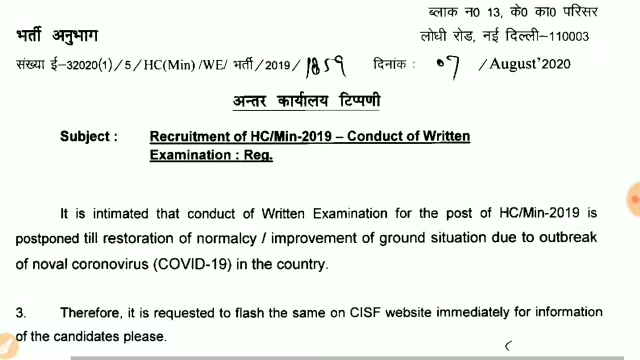 ब्लाक न0 13, के0 का0 परिसर
भर्ती अनुभाग
लोधी रोड, नई दिल्ली–110003
संख्या ई-32020(1)/5/HC(Min)/WE/भर्ती/2019/1859 दिनांक : 07 /August'2020
अन्तर कार्यालय टिप्पणी
Subject : Recruitment of HC/Min-2019 – Conduct of Written
Examination : Reg.
It is intimated that conduct of Written Examination for the post of HC/Min-2019 is
postponed till restoration of normalcy / improvement of ground situation due to outbreak
of noval coronovirus (COVID-19) in the country.
3. Therefore, it is requested to flash the same on CISF website immediately for information
of the candidates please.